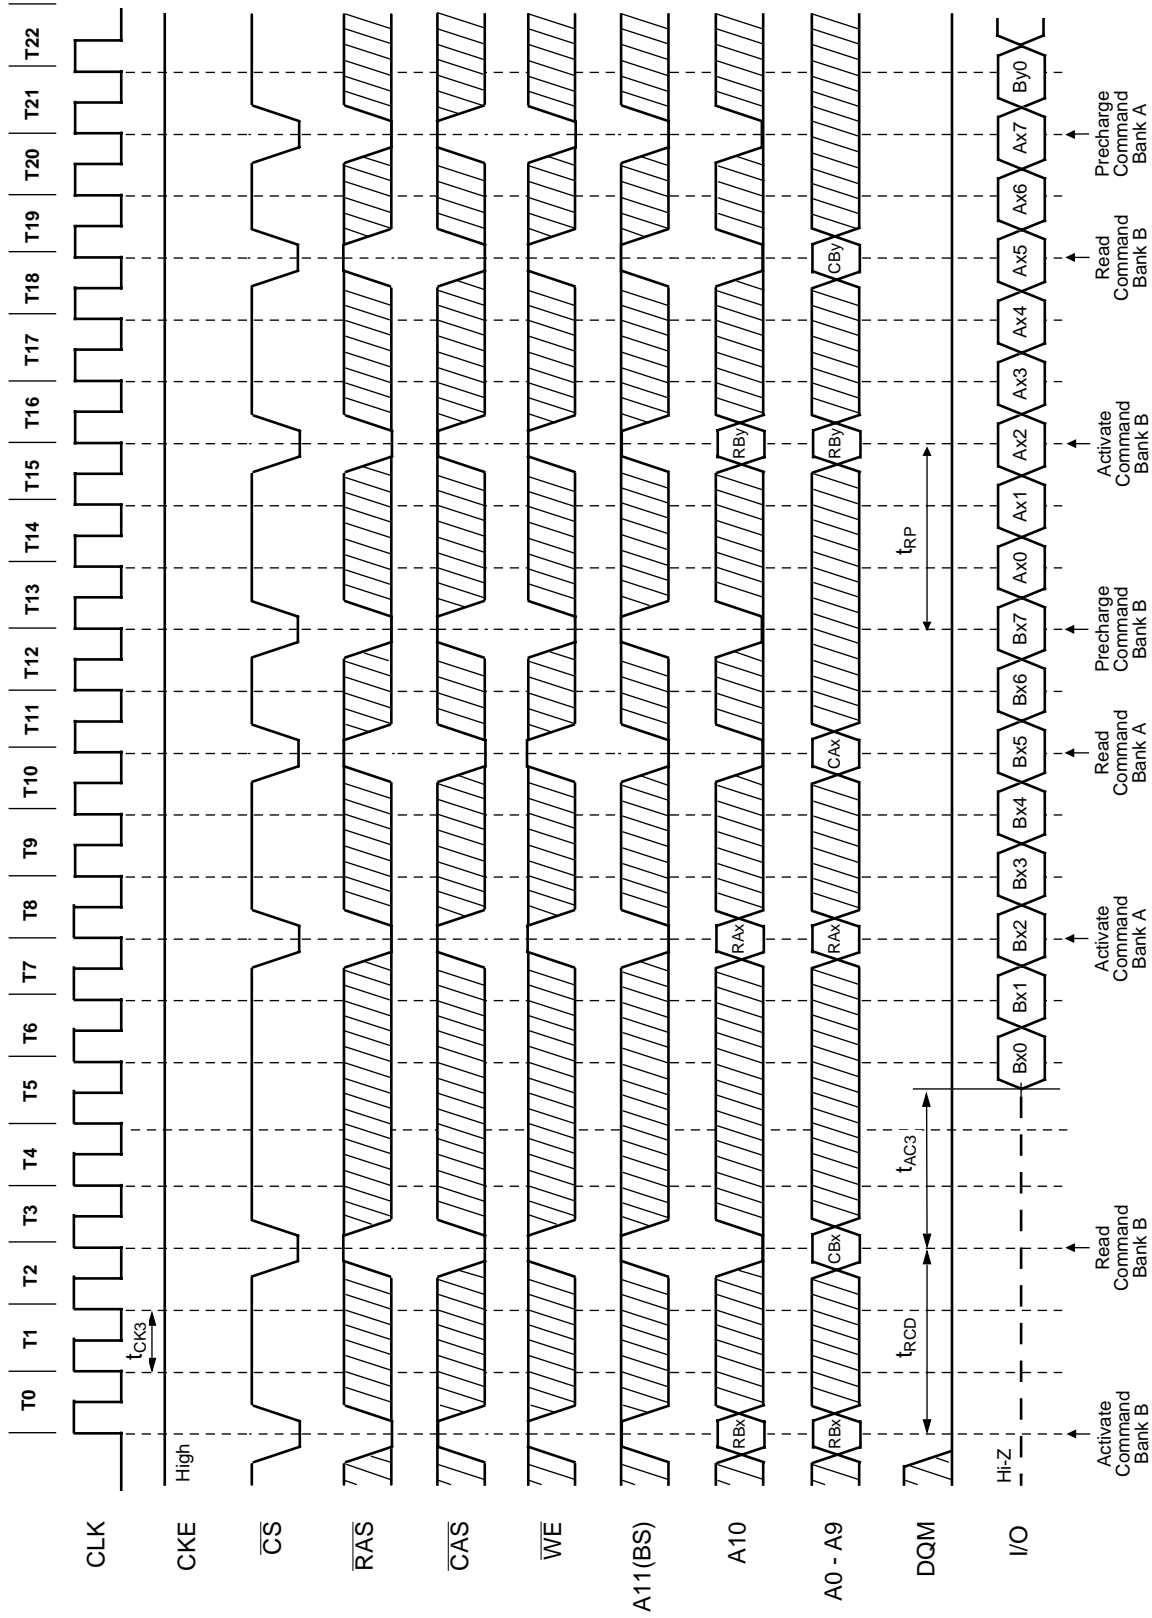 T0 T1 T2 T3 T4 T5 T6 T7 T8 T9 T10 T11 T12 T13 T14 T15 T16 T17 T18 T19 T20 T21 T22
CLK
tCK3
CKE
High
CS
RAS
CAS
WE
A11(BS)
A10
RBx RAx RBy
A0 - A9
RBx CBx RAx CAx RBy CBy
DQM
tRCD tAC3 tRP
I/O
Hi-Z
Bx0 Bx1 Bx2 Bx3 Bx4 Bx5 Bx6 Bx7 Ax0 Ax1 Ax2 Ax3 Ax4 Ax5 Ax6 Ax7 By0
Activate
Command
Bank B
Read
Command
Bank B
Activate
Command
Bank A
Read
Command
Bank A
Precharge
Command
Bank B
Activate
Command
Bank B
Read
Command
Bank B
Precharge
Command
Bank A